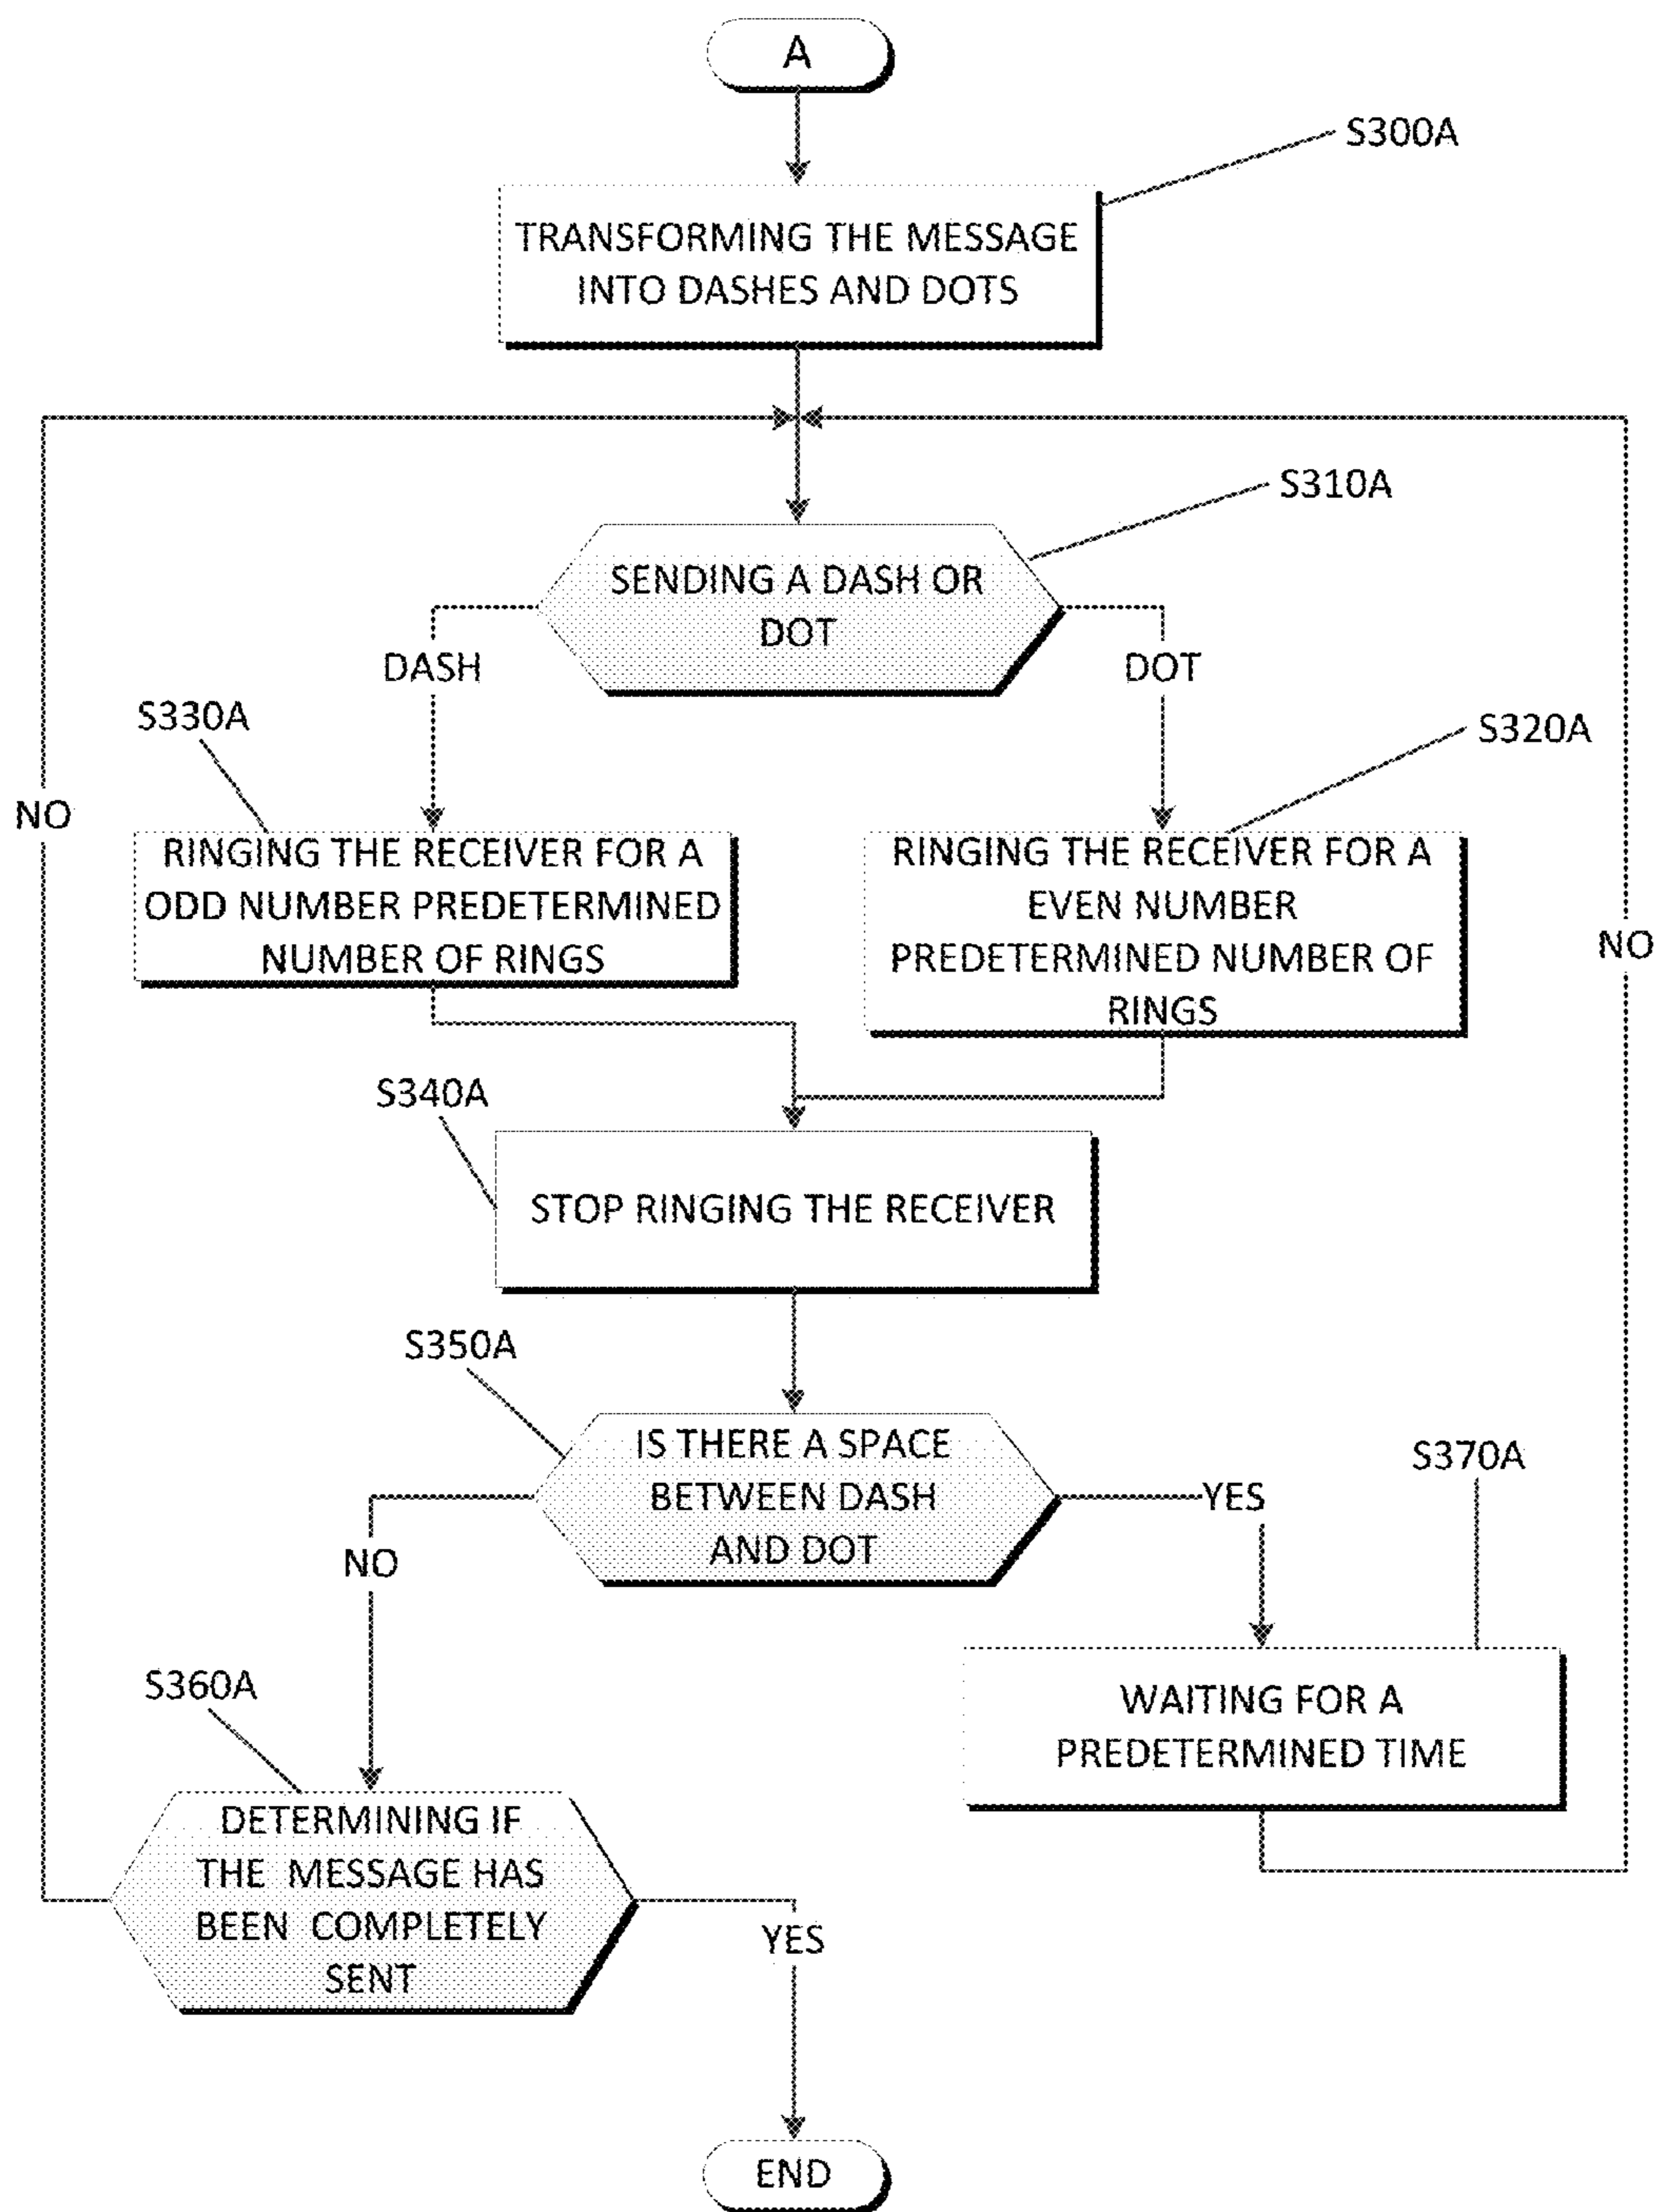 A
S300A
TRANSFORMING THE MESSAGE
INTO DASHES AND DOTS
S310A
SENDING A DASH OR
DOT
DASH
DOT
S330A
S320A
NO
RINGING THE RECEIVER FOR A
ODD NUMBER PREDETERMINED
NUMBER OF RINGS
RINGING THE RECEIVER FOR A
EVEN NUMBER
PREDETERMINED NUMBER OF
RINGS
NO
S340A
STOP RINGING THE RECEIVER
S350A
IS THERE A SPACE
BETWEEN DASH
AND DOT
S370A
YES
NO
S360A
WAITING FOR A
PREDETERMINED TIME
DETERMINING IF
THE MESSAGE HAS
BEEN COMPLETELY
SENT
YES
END